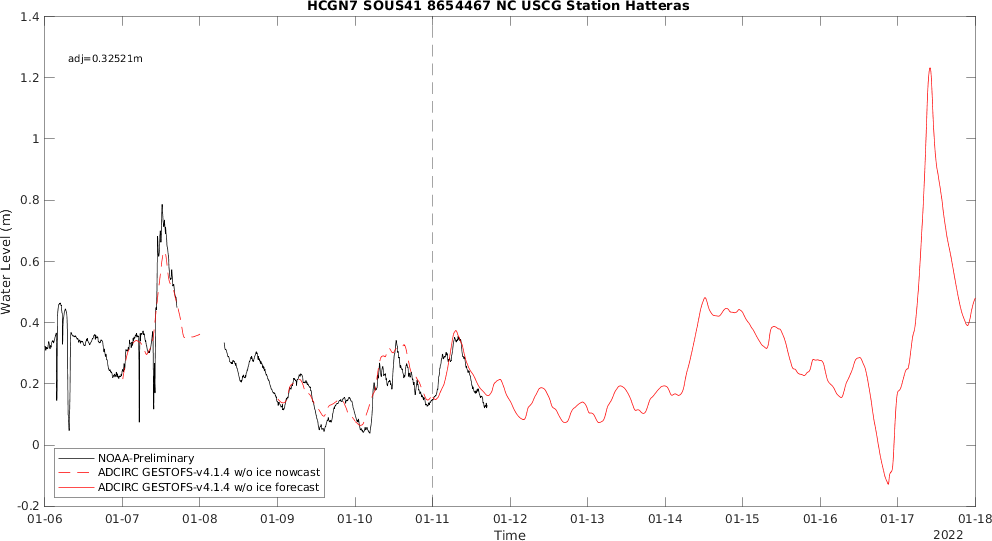 HCGN7 SOUS41 8654467 NC USCG Station Hatteras
adj=0.32521m
1.4
1.2
1
0.8
0.6
0.4
0.2
0
-0.2
Water Level (m)
NOAA-Preliminary
ADCIRC GESTOFS-v4.1.4 w/o ice nowcast
ADCIRC GESTOFS-v4.1.4 w/o ice forecast
01-06 01-07 01-08 01-09 01-10 01-11 01-12 01-13 01-14 01-15 01-16 01-17 01-18
Time
2022